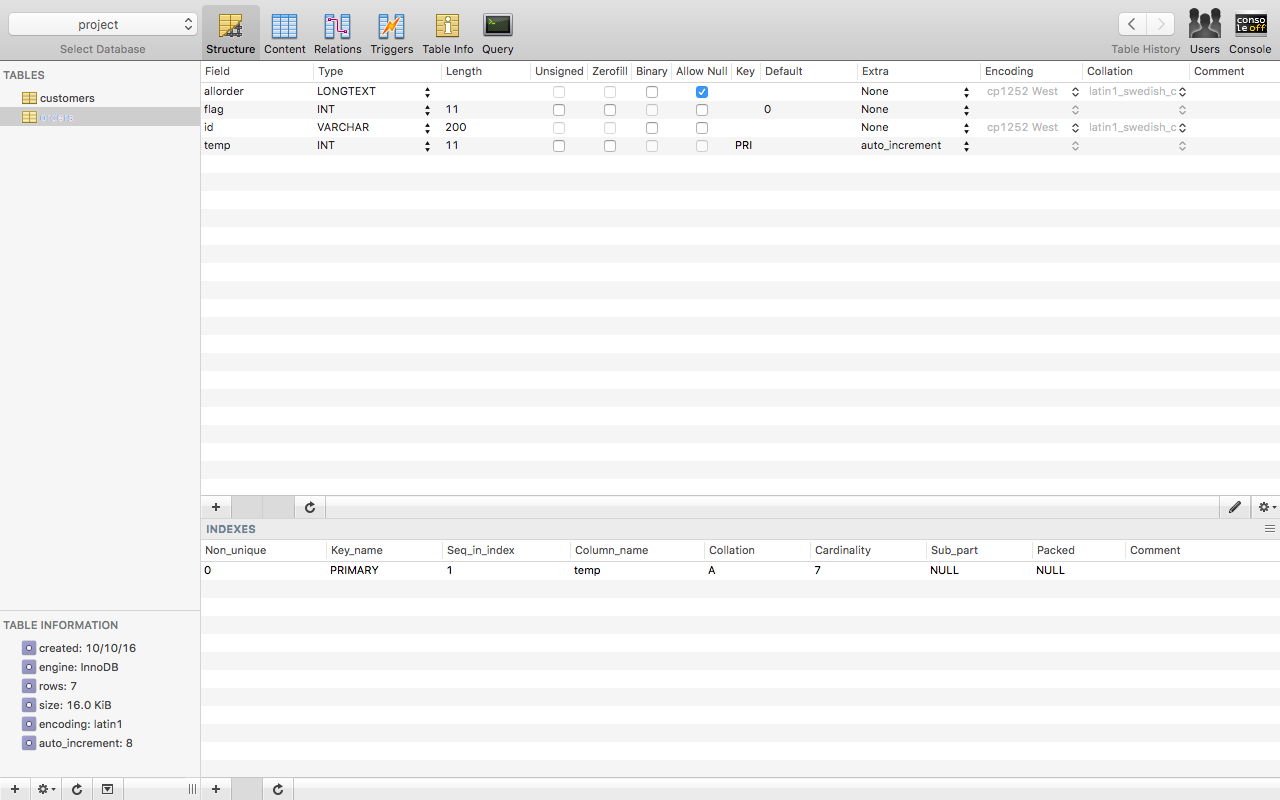 project
Select Database
Structure Content Relations Triggers Table Info Query
Table History Users Console
conso
le off
TABLES
customers
orders
Field Type Length Unsigned Zerofill Binary Allow Null Key Default Extra Encoding Collation Comment
allorder LONGTEXT None cp1252 West latin1_swedish_c
flag INT 11 0 None
id VARCHAR 200 None cp1252 West latin1_swedish_c
temp INT 11 PRI auto_increment
INDEXES
Non_unique Key_name Seq_in_index Column_name Collation Cardinality Sub_part Packed Comment
0 PRIMARY 1 temp A 7 NULL NULL
TABLE INFORMATION
created: 10/10/16
engine: InnoDB
rows: 7
size: 16.0 KiB
encoding: latin1
auto_increment: 8